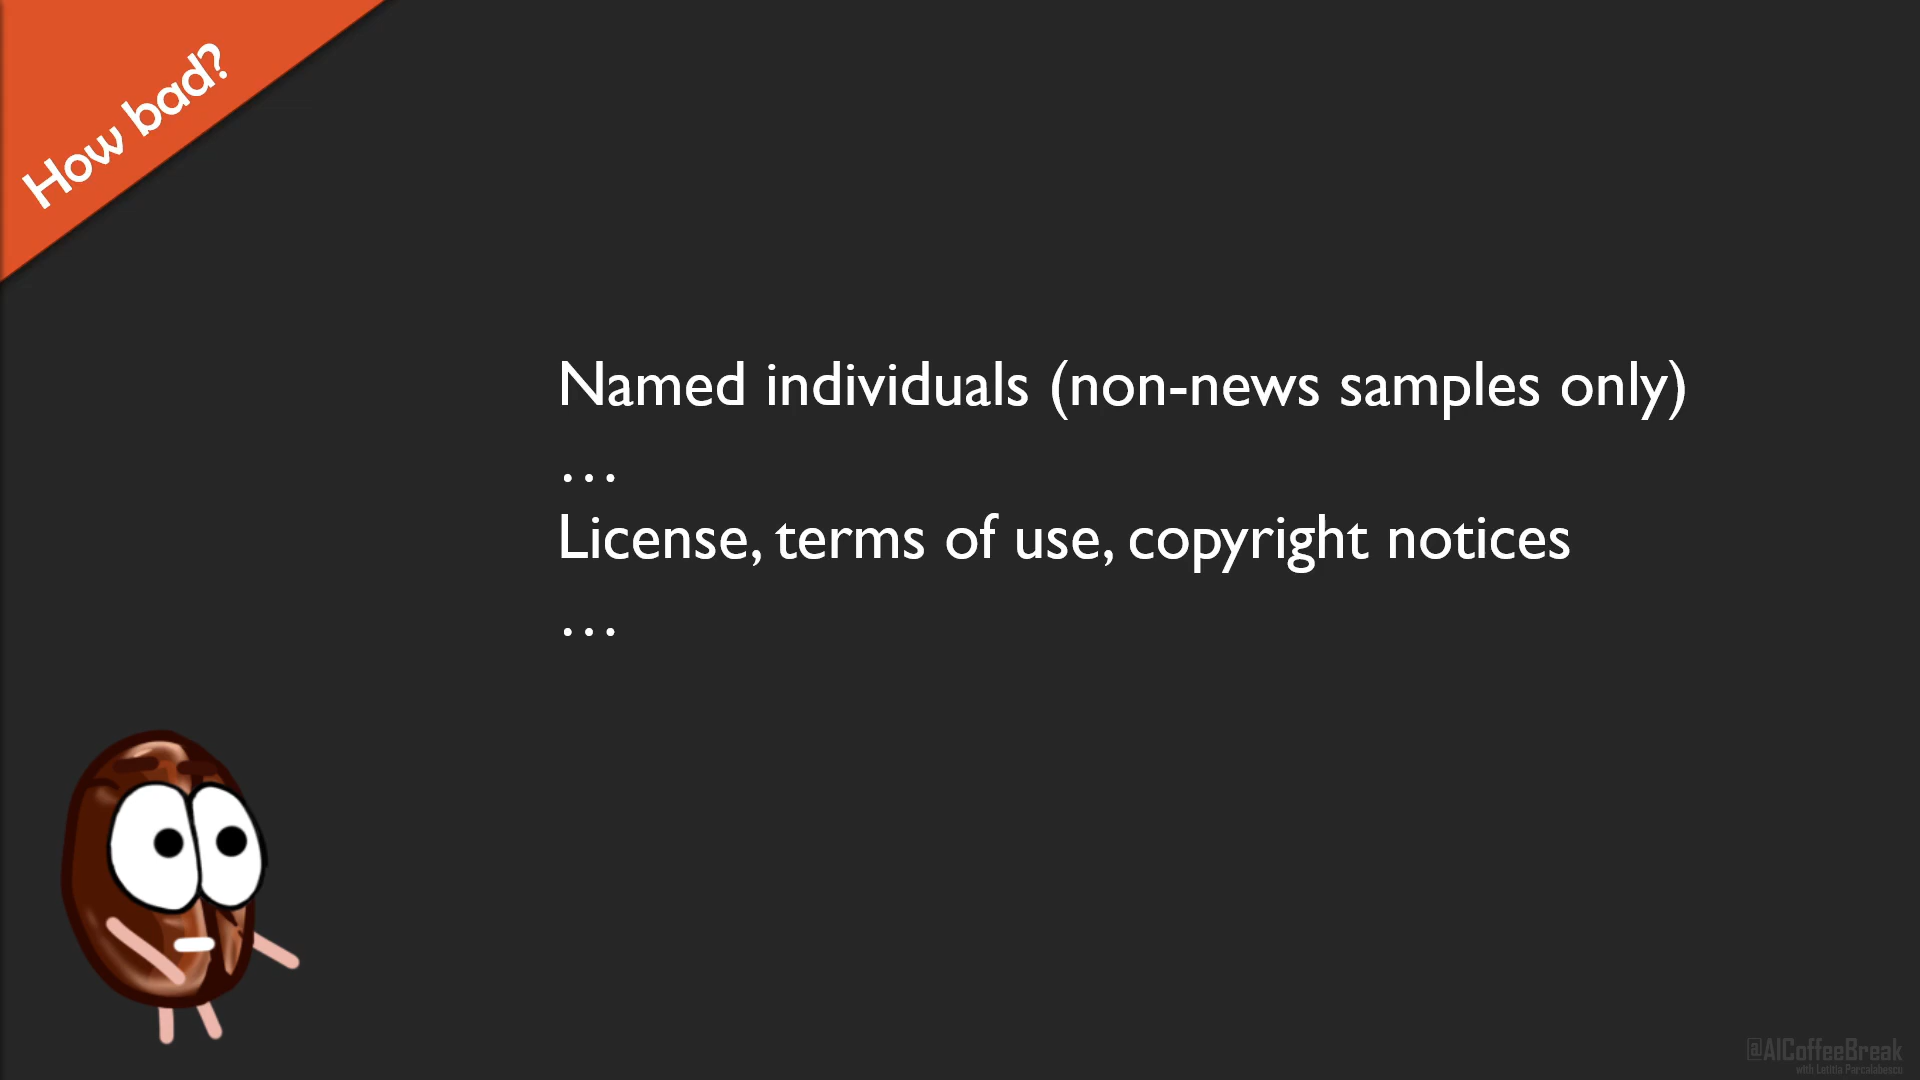 How bad?
Named individuals (non-news samples only)
…
License, terms of use, copyright notices
…
@AICoffeeBreak
with Letitia Parcalabescu